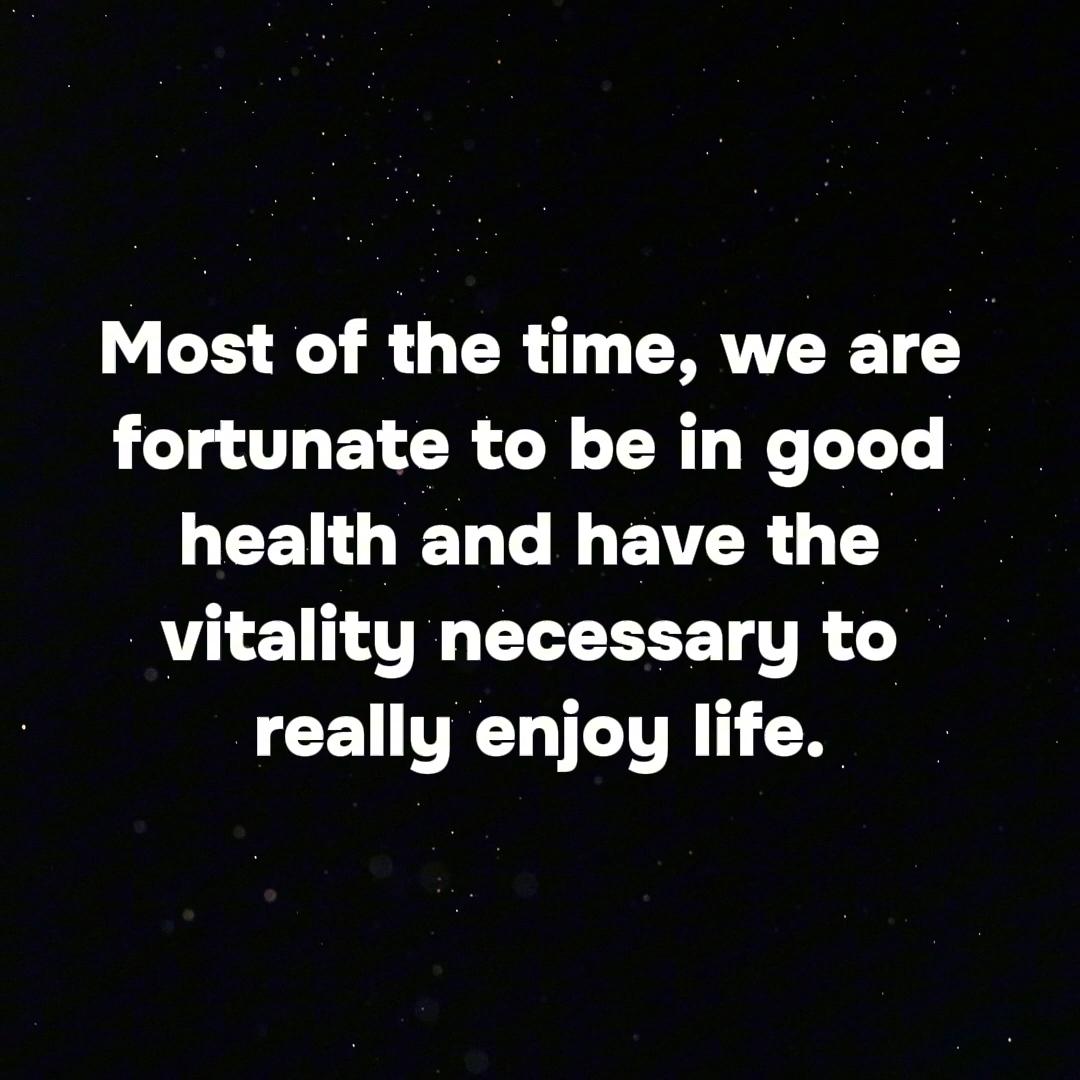 Most of the time, we are
fortunate to be in good
health and have the
vitality necessary to
really enjoy life.